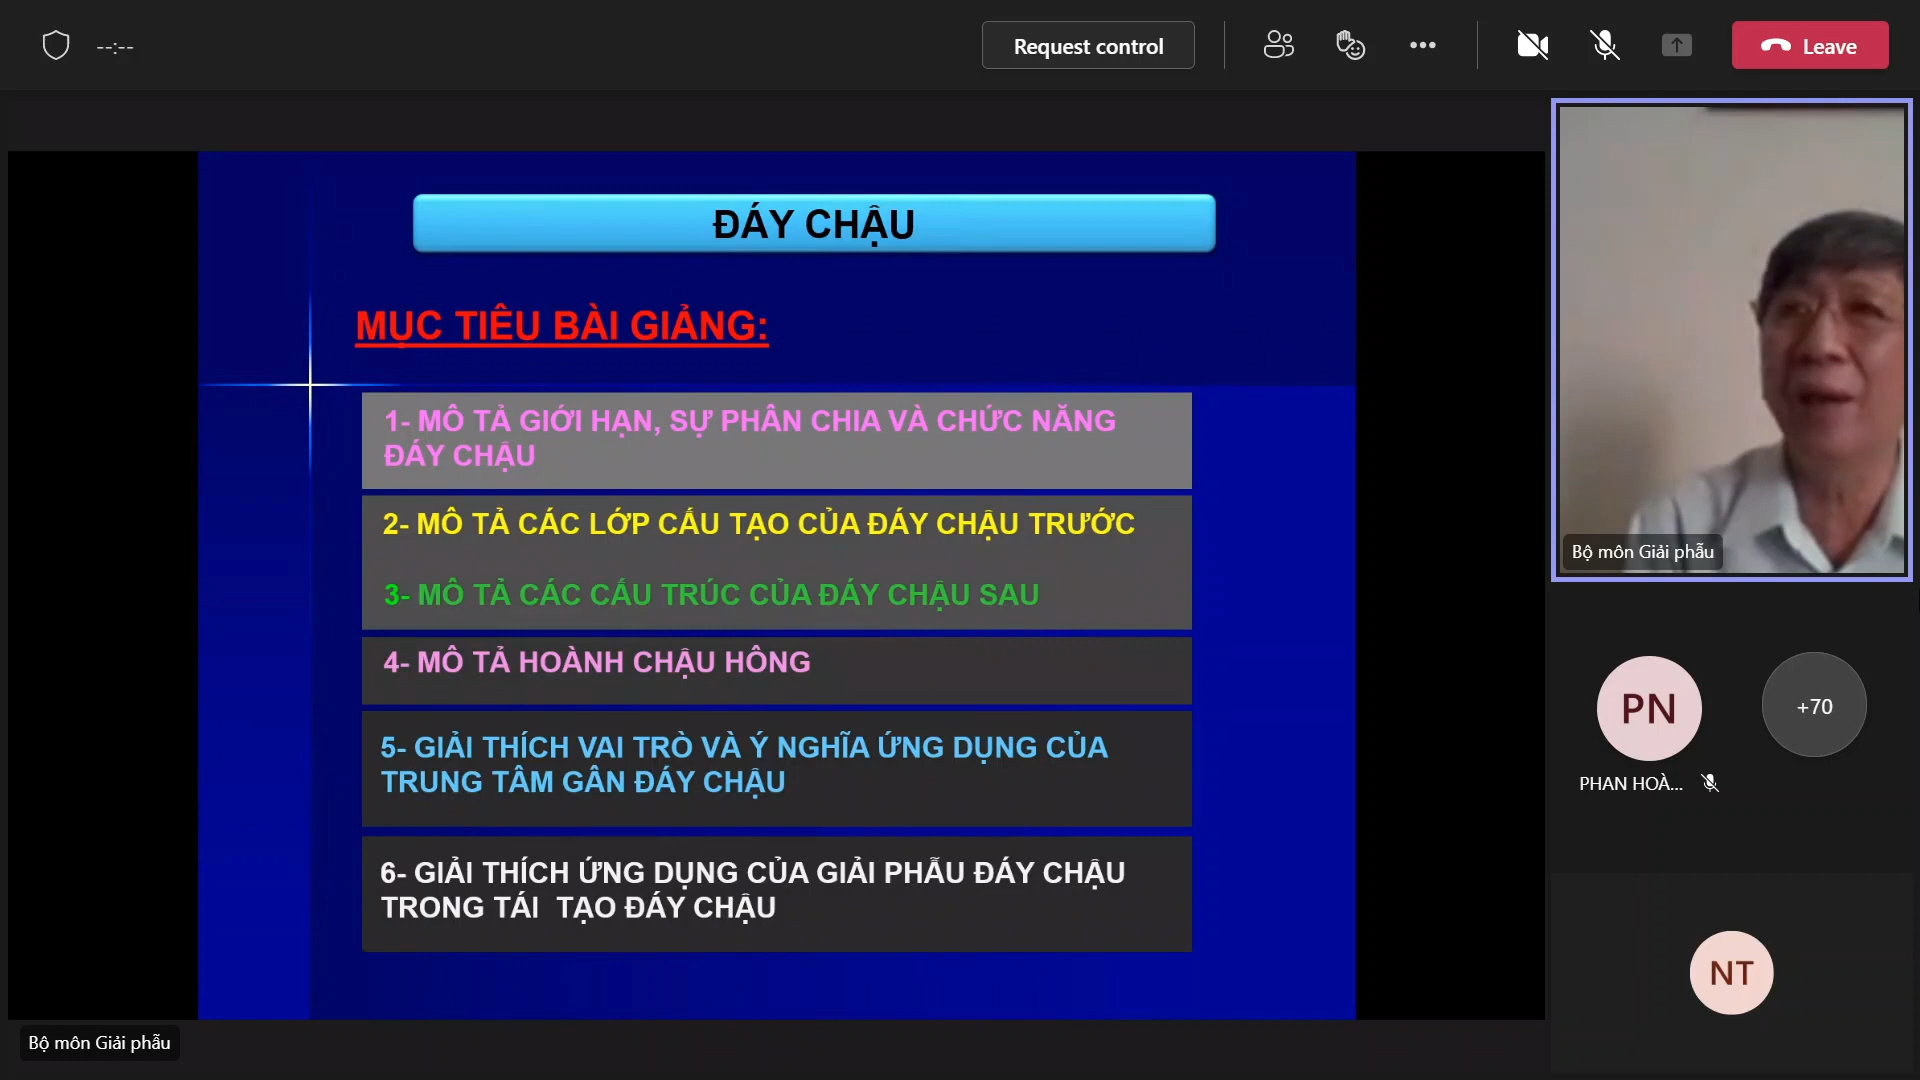 --:--
Request control
Leave
ĐÁY CHẬU
MỤC TIÊU BÀI GIẢNG:
1- MÔ TẢ GIỚI HẠN, SỰ PHÂN CHIA VÀ CHỨC NĂNG
ĐÁY CHẬU
2- MÔ TẢ CÁC LỚP CẤU TẠO CỦA ĐÁY CHẬU TRƯỚC
3- MÔ TẢ CÁC CẤU TRÚC CỦA ĐÁY CHẬU SAU
4- MÔ TẢ HOÀNH CHẬU HÔNG
5- GIẢI THÍCH VAI TRÒ VÀ Ý NGHĨA ỨNG DỤNG CỦA
TRUNG TÂM GÂN ĐÁY CHẬU
6- GIẢI THÍCH ỨNG DỤNG CỦA GIẢI PHẪU ĐÁY CHẬU
TRONG TÁI TẠO ĐÁY CHẬU
Bộ môn Giải phẫu
Bộ môn Giải phẫu
PN
+70
PHAN HOÀ...
NT